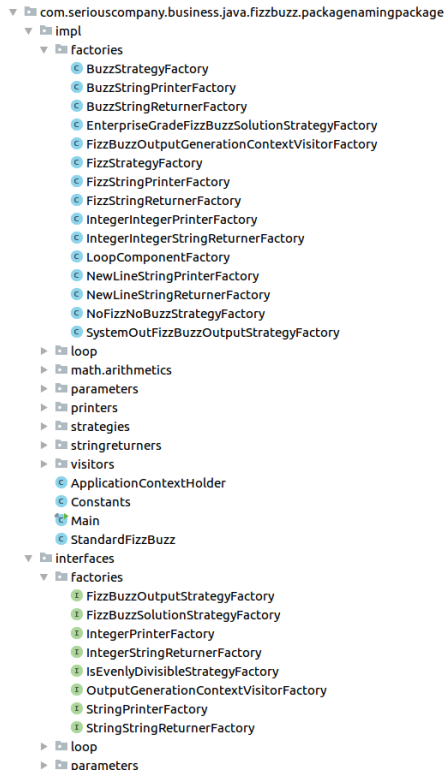 com.seriouscompany.business.java.fizzbuzz.packagenamingpackage
impl
factories
BuzzStrategyFactory
BuzzStringPrinterFactory
BuzzStringReturnerFactory
EnterpriseGradeFizzBuzzSolutionStrategyFactory
FizzBuzzOutputGenerationContextVisitorFactory
FizzStrategyFactory
FizzStringPrinterFactory
FizzStringReturnerFactory
IntegerIntegerPrinterFactory
IntegerIntegerStringReturnerFactory
LoopComponentFactory
NewLineStringPrinterFactory
NewLineStringReturnerFactory
NoFizzNoBuzzStrategyFactory
SystemOutFizzBuzzOutputStrategyFactory
loop
math.arithmetics
parameters
printers
strategies
stringreturners
visitors
ApplicationContextHolder
Constants
Main
StandardFizzBuzz
interfaces
factories
FizzBuzzOutputStrategyFactory
FizzBuzzSolutionStrategyFactory
IntegerPrinterFactory
IntegerStringReturnerFactory
IsEvenlyDivisibleStrategyFactory
OutputGenerationContextVisitorFactory
StringPrinterFactory
StringStringReturnerFactory
loop
parameters